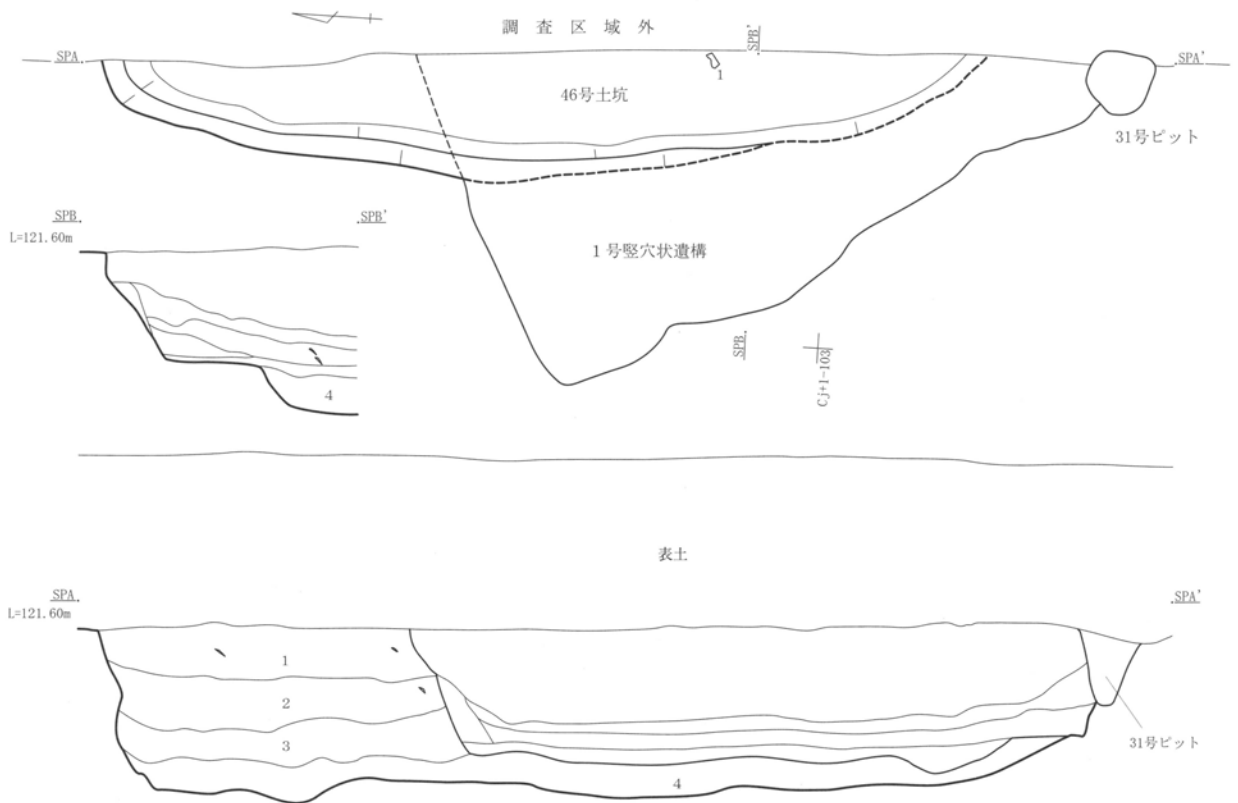 調査区域外
SPA
SPB'
SPA'
1
46号土坑
31号ピット
SPB
SPB'
L=121.60m
1号竪穴状遺構
SPB
Cj+1-103
4
表土
SPA
SPA'
L=121.60m
1
2
3
31号ピット
4